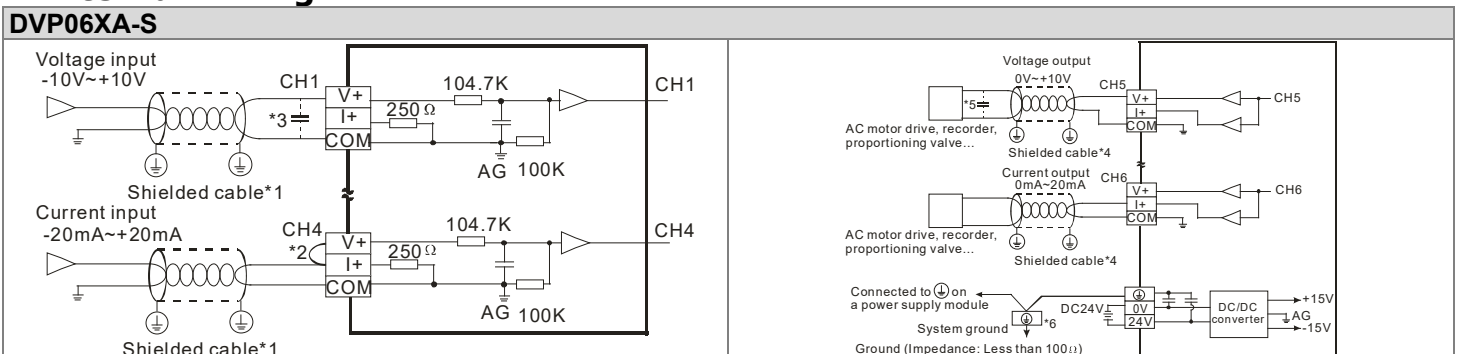 DVP06XA-S
Voltage input
-10V~+10V
CH1
V+
I+
COM
*3
250 Ω
104.7K
CH1
AG 100K
Shielded cable*1
Current input
-20mA~+20mA
CH4
*2
V+
I+
COM
250 Ω
104.7K
CH4
AG 100K
Shielded cable*1
Voltage output
0V~+10V
CH5
*5
V+
I+
COM
CH5
AC motor drive, recorder,
proportioning valve...
Shielded cable*4
Current output
0mA~20mA
CH6
V+
I+
COM
CH6
AC motor drive, recorder,
proportioning valve...
Shielded cable*4
Connected to on
a power supply module
DC24V
0V
24V
DC/DC
converter
+15V
AG
-15V
System ground
*6
Ground (Impedance: Less than 100Ω)